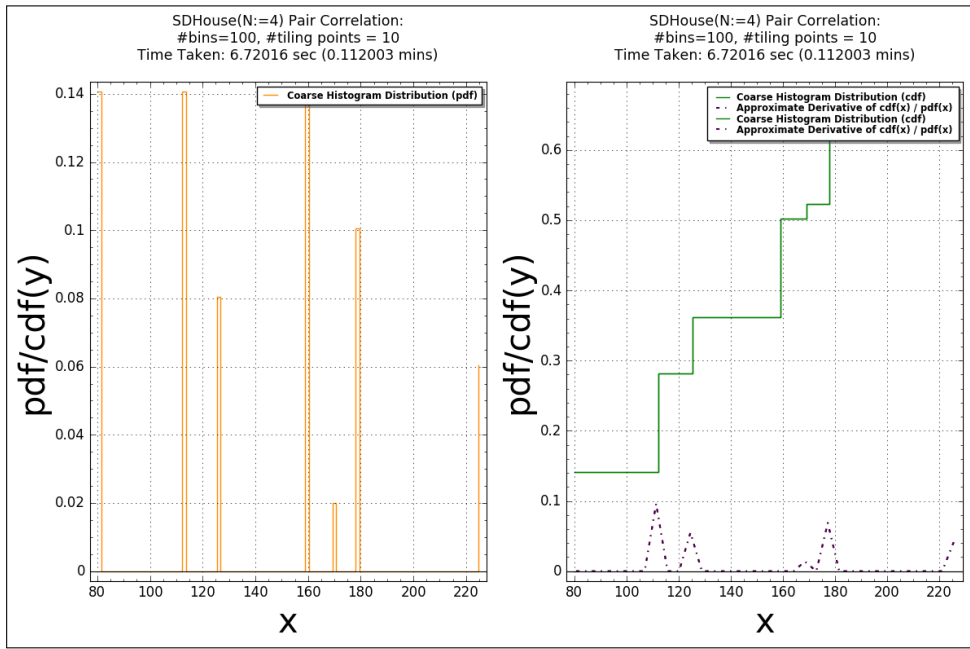 SDHouse(N:=4) Pair Correlation:
#bins=100, #tiling points = 10
Time Taken: 6.72016 sec (0.112003 mins)
Coarse Histogram Distribution (pdf)
0.14
0.12
0.1
0.08
0.06
0.04
0.02
0
pdf/cdf(y)
80 100 120 140 160 180 200 220
x
SDHouse(N:=4) Pair Correlation:
#bins=100, #tiling points = 10
Time Taken: 6.72016 sec (0.112003 mins)
Coarse Histogram Distribution (cdf)
Approximate Derivative of cdf(x) / pdf(x)
Coarse Histogram Distribution (cdf)
Approximate Derivative of cdf(x) / pdf(x)
0.6
0.5
0.4
0.3
0.2
0.1
0
pdf/cdf(y)
80 100 120 140 160 180 200 220
x